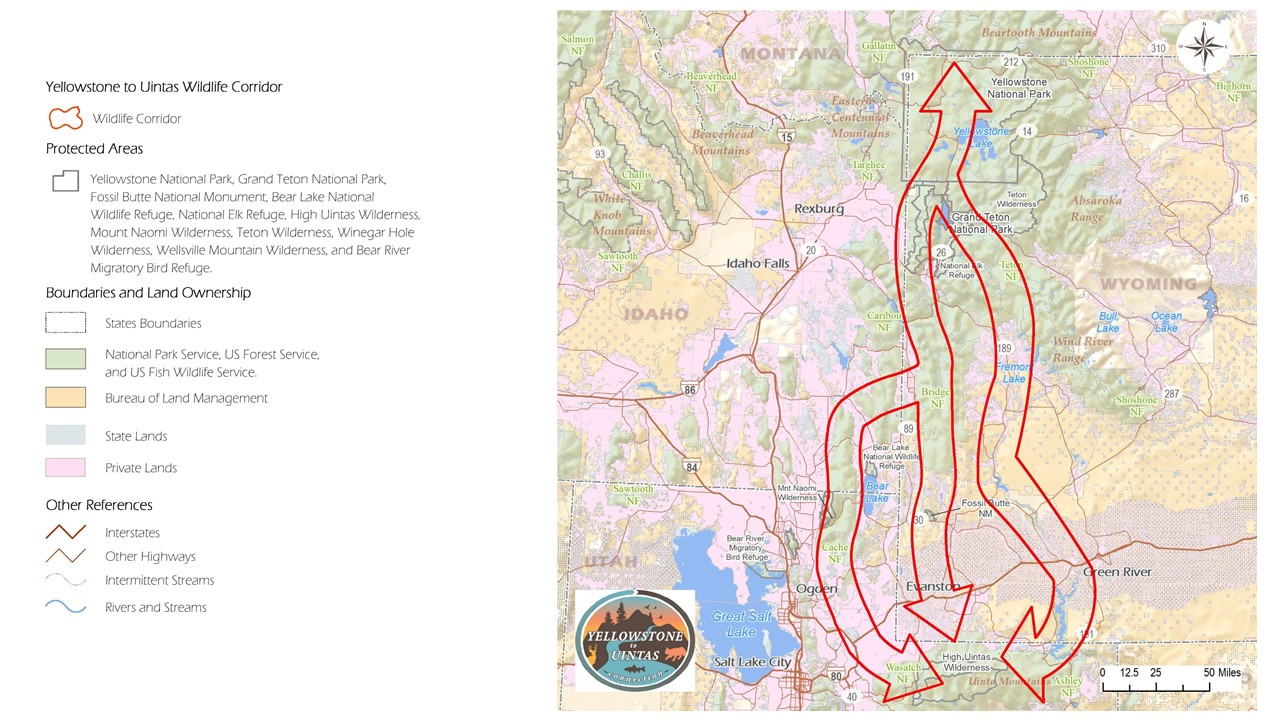 Yellowstone to Uintas Wildlife Corridor
Wildlife Corridor
Protected Areas
Yellowstone National Park, Grand Teton National Park,
Fossil Butte National Monument, Bear Lake National
Wildlife Refuge, National Elk Refuge, High Uintas Wilderness,
Mount Naomi Wilderness, Teton Wilderness, Winegar Hole
Wilderness, Wellsville Mountain Wilderness, and Bear River
Migratory Bird Refuge.
Boundaries and Land Ownership
States Boundaries
National Park Service, US Forest Service,
and US Fish Wildlife Service.
Bureau of Land Management
State Lands
Private Lands
Other References
Interstates
Other Highways
Intermittent Streams
Rivers and Streams
Salmon
NF
MONTANA
Gallatin
NF
Beartooth Mountains
310
N
W
E
S
212
191
Shoshone
NF
Beaverhead
NF
Yellowstone
National Park
Bighorn
NF
Eastern
Centennial
Mountains
15
Beaverhead
Mountains
Yellowstone
Lake
14
93
Challis
NF
Targhee
NF
White
Knob
Mountains
Rexburg
Teton
Wilderness
Absaroka
Range
16
Grand Teton
National Park
Sawtooth
NF
Idaho Falls
20
26
National Elk
Refuge
Teton
NF
WYOMING
IDAHO
Caribou
NF
Bull
Lake
Ocean
Lake
Wind River
Range
189
Fremont
Lake
86
Bridger
NF
Shoshone
NF
287
89
Bear Lake
National Wildlife
Refuge
84
Sawtooth
NF
Mnt Naomi
Wilderness
Bear
Lake
Fossil Butte
NM
30
Bear River
Migratory
Bird Refuge
Cache
NF
UTAH
Ogden
Evanston
Green River
Great Salt
Lake
YELLOWSTONE
to
UINTAS
connection
191
Salt Lake City
High Uintas
Wilderness
Wasatch
NF
80
Uinta Mountains
Ashley
NF
40
0 12.5 25 50 Miles